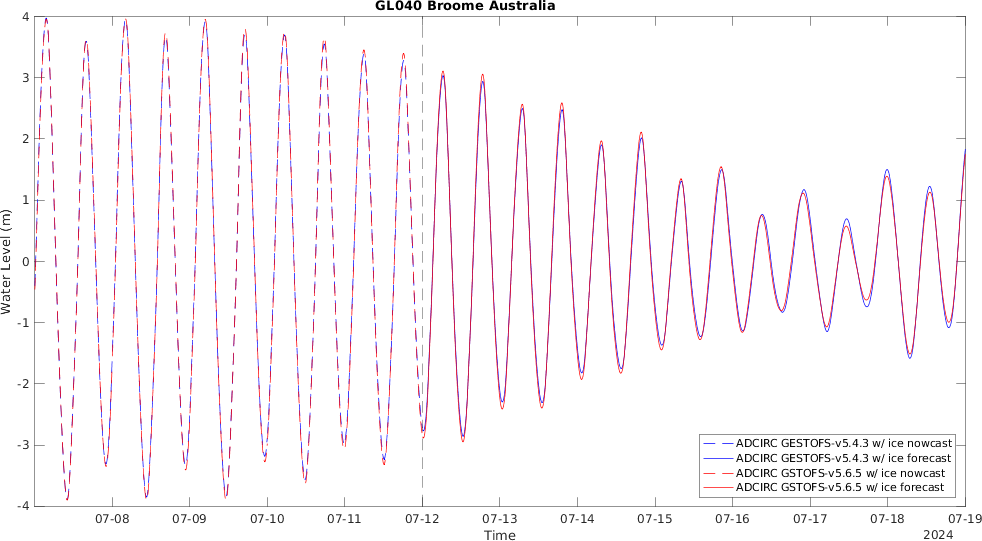 GL040 Broome Australia
Water Level (m)
4
3
2
1
0
-1
-2
-3
-4
07-08 07-09 07-10 07-11 07-12 07-13 07-14 07-15 07-16 07-17 07-18 07-19
Time
2024
ADCIRC GESTOFS-v5.4.3 w/ ice nowcast
ADCIRC GESTOFS-v5.4.3 w/ ice forecast
ADCIRC GSTOFS-v5.6.5 w/ ice nowcast
ADCIRC GSTOFS-v5.6.5 w/ ice forecast